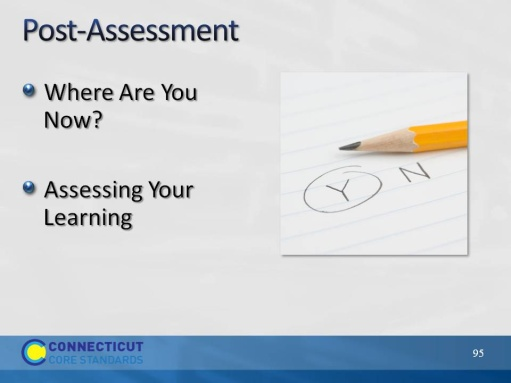 Post-Assessment
Where Are You
Now?
Assessing Your
Learning
Y N
CONNECTICUT
CORE STANDARDS
95